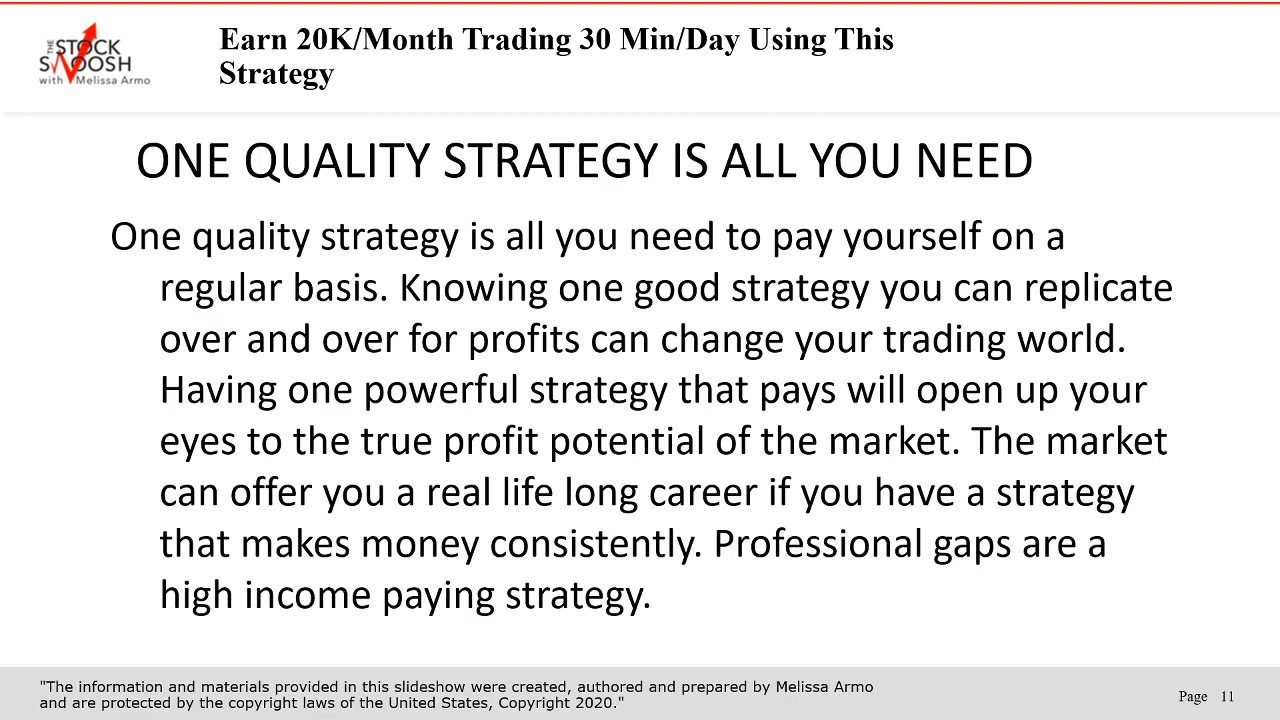 THE STOCK
SWOOSH
with Melissa Armo
Earn 20K/Month Trading 30 Min/Day Using This
Strategy
ONE QUALITY STRATEGY IS ALL YOU NEED
One quality strategy is all you need to pay yourself on a
regular basis. Knowing one good strategy you can replicate
over and over for profits can change your trading world.
Having one powerful strategy that pays will open up your
eyes to the true profit potential of the market. The market
can offer you a real life long career if you have a strategy
that makes money consistently. Professional gaps are a
high income paying strategy.
"The information and materials provided in this slideshow were created, authored and prepared by Melissa Armo
and are protected by the copyright laws of the United States, Copyright 2020."
Page 11